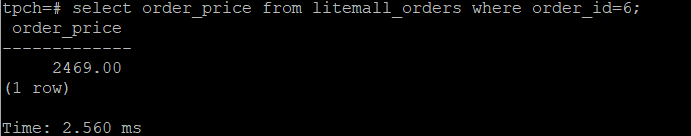 tpch=# select order_price from litemall_orders where order_id=6;
order_price
-------------
2469.00
(1 row)
Time: 2.560 ms